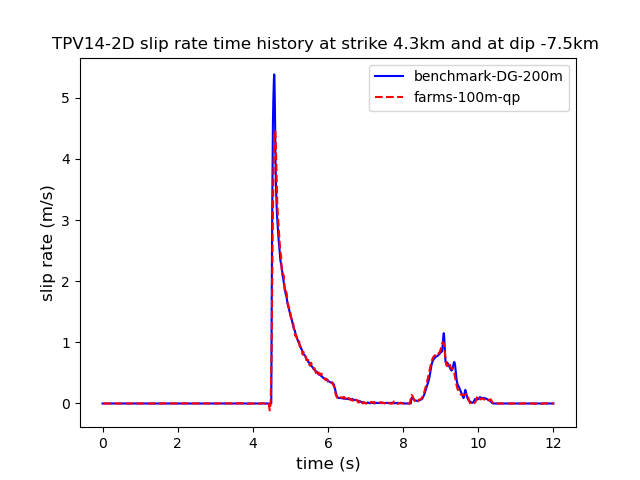 TPV14-2D slip rate time history at strike 4.3km and at dip -7.5km
benchmark-DG-200m
farms-100m-qp
slip rate (m/s)
5
4
3
2
1
0
0 2 4 6 8 10 12
time (s)